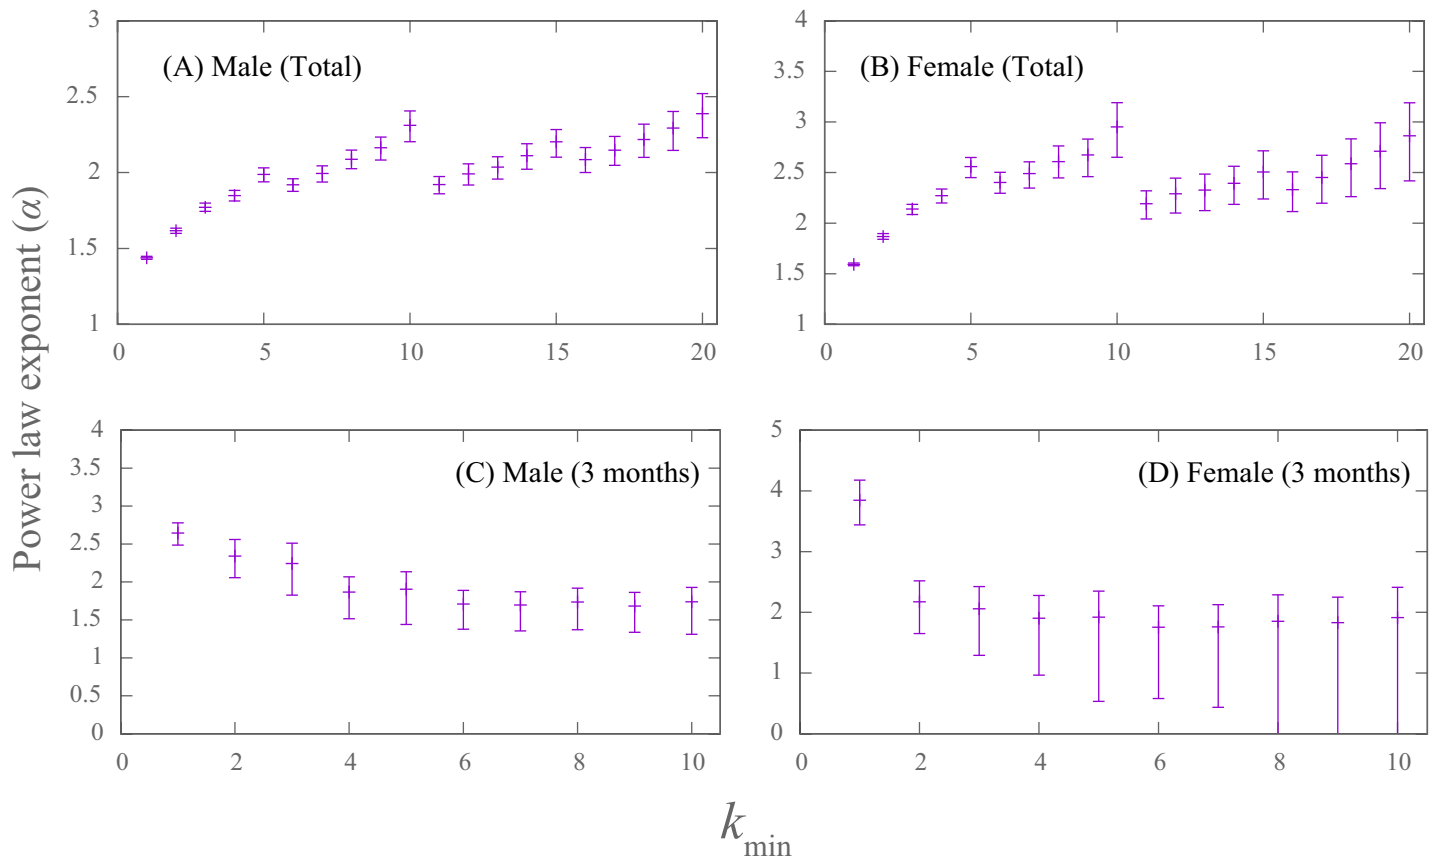 Power law exponent (α)
(A) Male (Total)
3
2.5
2
1.5
1
0 5 10 15 20
(B) Female (Total)
4
3.5
3
2.5
2
1.5
1
0 5 10 15 20
(C) Male (3 months)
4
3.5
3
2.5
2
1.5
1
0.5
0
0 2 4 6 8 10
(D) Female (3 months)
5
4
3
2
1
0
0 2 4 6 8 10
k_min